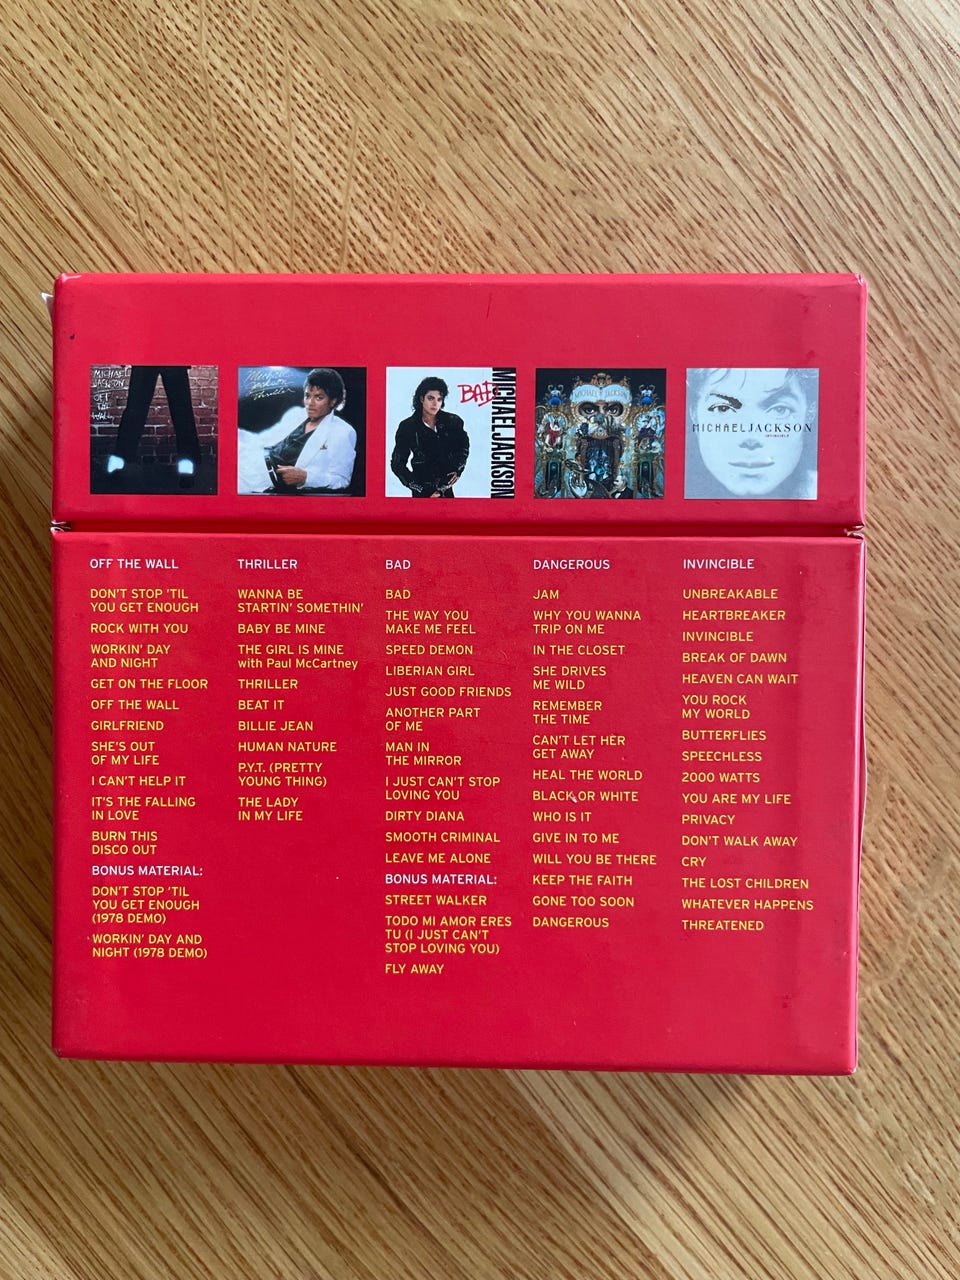 MICHAEL
JACKSON
OFF
THE
WALL
Michael
Jackson
Thriller
BAD
MICHAEL JACKSON
MICHAEL JACKSON
MICHAELJACKSON
INVINCIBLE
OFF THE WALL
DON'T STOP 'TIL
YOU GET ENOUGH
ROCK WITH YOU
WORKIN' DAY
AND NIGHT
GET ON THE FLOOR
OFF THE WALL
GIRLFRIEND
SHE'S OUT
OF MY LIFE
I CAN'T HELP IT
IT'S THE FALLING
IN LOVE
BURN THIS
DISCO OUT
BONUS MATERIAL:
DON'T STOP 'TIL
YOU GET ENOUGH
(1978 DEMO)
WORKIN' DAY AND
NIGHT (1978 DEMO)
THRILLER
WANNA BE
STARTIN' SOMETHIN'
BABY BE MINE
THE GIRL IS MINE
with Paul McCartney
THRILLER
BEAT IT
BILLIE JEAN
HUMAN NATURE
P.Y.T. (PRETTY
YOUNG THING)
THE LADY
IN MY LIFE
BAD
BAD
THE WAY YOU
MAKE ME FEEL
SPEED DEMON
LIBERIAN GIRL
JUST GOOD FRIENDS
ANOTHER PART
OF ME
MAN IN
THE MIRROR
I JUST CAN'T STOP
LOVING YOU
DIRTY DIANA
SMOOTH CRIMINAL
LEAVE ME ALONE
BONUS MATERIAL:
STREET WALKER
TODO MI AMOR ERES
TU (I JUST CAN'T
STOP LOVING YOU)
FLY AWAY
DANGEROUS
JAM
WHY YOU WANNA
TRIP ON ME
IN THE CLOSET
SHE DRIVES
ME WILD
REMEMBER
THE TIME
CAN'T LET HER
GET AWAY
HEAL THE WORLD
BLACK OR WHITE
WHO IS IT
GIVE IN TO ME
WILL YOU BE THERE
KEEP THE FAITH
GONE TOO SOON
DANGEROUS
INVINCIBLE
UNBREAKABLE
HEARTBREAKER
INVINCIBLE
BREAK OF DAWN
HEAVEN CAN WAIT
YOU ROCK
MY WORLD
BUTTERFLIES
SPEECHLESS
2000 WATTS
YOU ARE MY LIFE
PRIVACY
DON'T WALK AWAY
CRY
THE LOST CHILDREN
WHATEVER HAPPENS
THREATENED